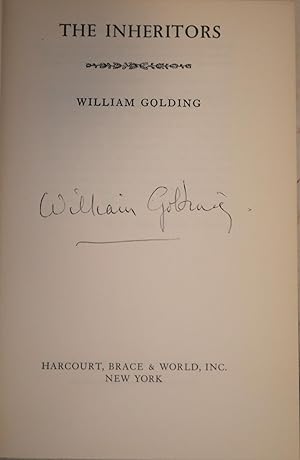 THE INHERITORS
WILLIAM GOLDING
William Golding.
HARCOURT, BRACE & WORLD, INC.
NEW YORK